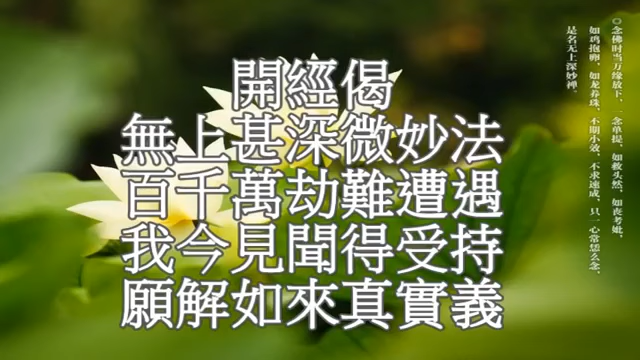 開經偈
無上甚深微妙法
百千萬劫難遭遇
我今見聞得受持
願解如來真實義
◎念佛时当万缘放下，一念单提，如救头然，如丧考妣，
如鸡抱卵，如龙养珠，不期小效，不求速成，只一心常恁么念，
是名无上深妙禅。